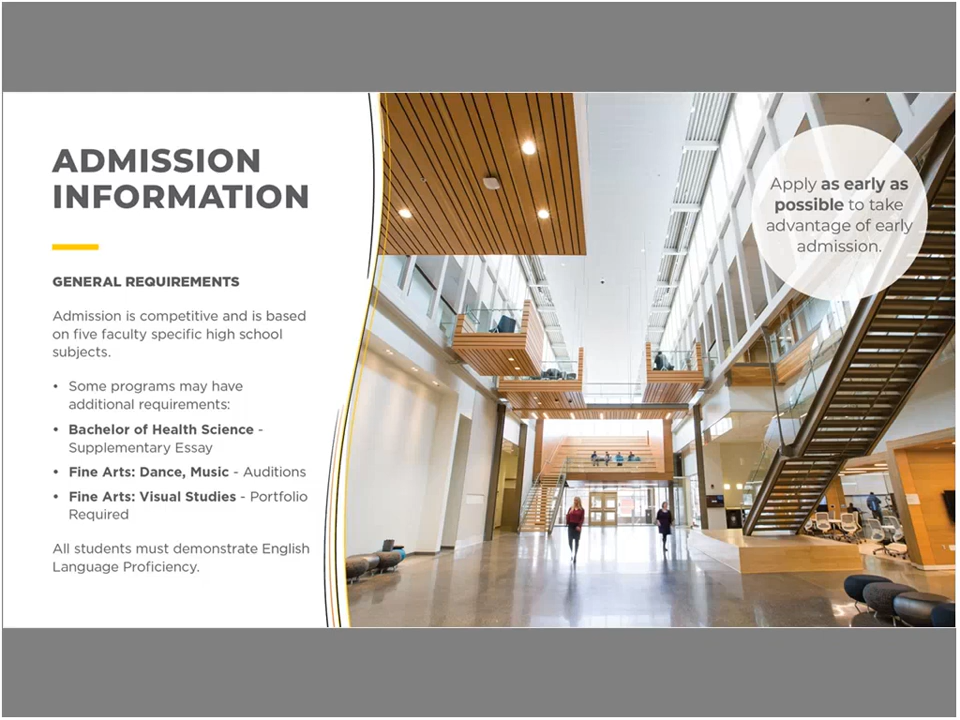 ADMISSION
INFORMATION
GENERAL REQUIREMENTS
Admission is competitive and is based
on five faculty specific high school
subjects.
• Some programs may have
additional requirements:
• Bachelor of Health Science -
Supplementary Essay
• Fine Arts: Dance, Music - Auditions
• Fine Arts: Visual Studies - Portfolio
Required
All students must demonstrate English
Language Proficiency.
Apply as early as
possible to take
advantage of early
admission.